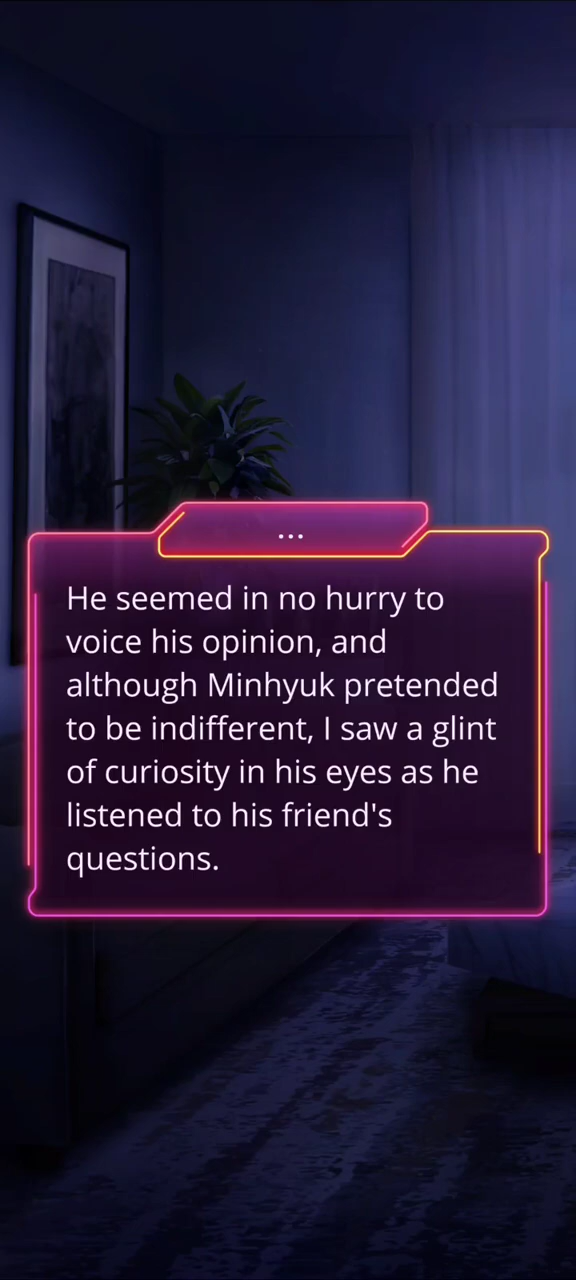 ...
He seemed in no hurry to
voice his opinion, and
although Minhyuk pretended
to be indifferent, I saw a glint
of curiosity in his eyes as he
listened to his friend's
questions.